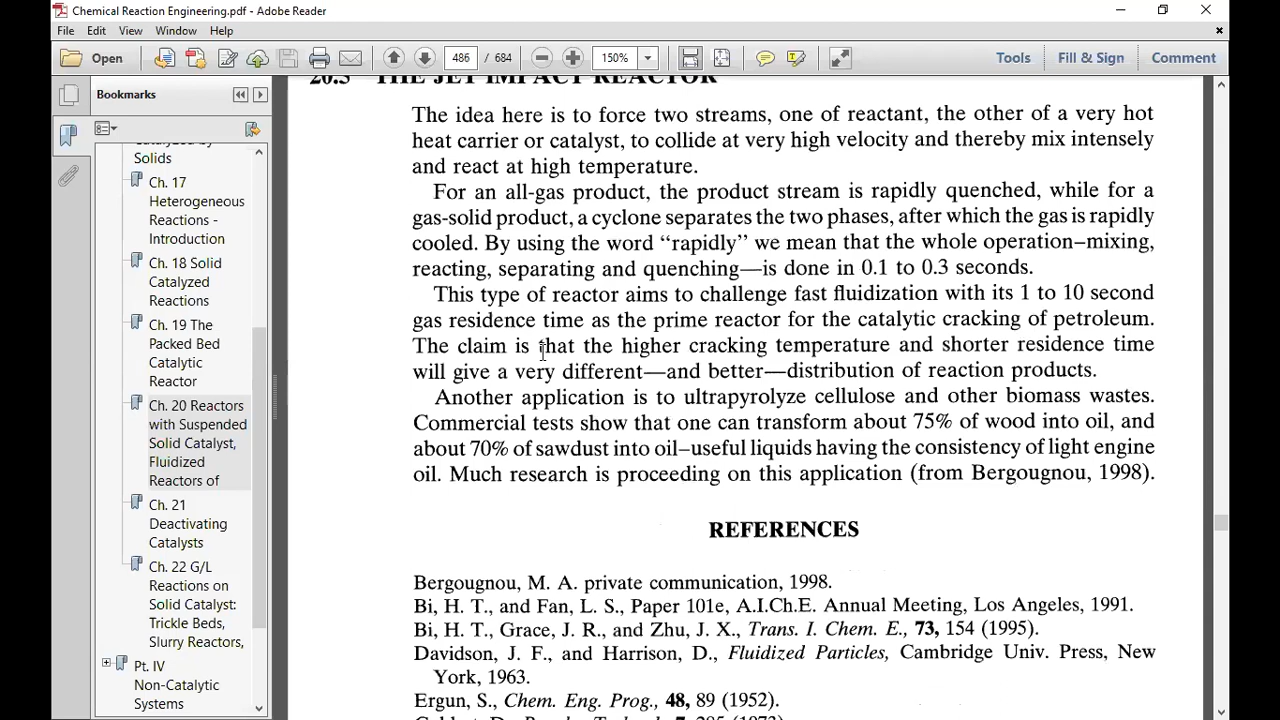 Chemical Reaction Engineering.pdf - Adobe Reader
File Edit View Window Help
Open
486 / 684
150%
Tools Fill & Sign Comment
Bookmarks
Solids
Ch. 17
Heterogeneous
Reactions -
Introduction
Ch. 18 Solid
Catalyzed
Reactions
Ch. 19 The
Packed Bed
Catalytic
Reactor
Ch. 20 Reactors
with Suspended
Solid Catalyst,
Fluidized
Reactors of
Ch. 21
Deactivating
Catalysts
Ch. 22 G/L
Reactions on
Solid Catalyst:
Trickle Beds,
Slurry Reactors,
Pt. IV
Non-Catalytic
Systems
THE JET IMPACT REACTOR
The idea here is to force two streams, one of reactant, the other of a very hot
heat carrier or catalyst, to collide at very high velocity and thereby mix intensely
and react at high temperature.
For an all-gas product, the product stream is rapidly quenched, while for a
gas-solid product, a cyclone separates the two phases, after which the gas is rapidly
cooled. By using the word “rapidly” we mean that the whole operation–mixing,
reacting, separating and quenching—is done in 0.1 to 0.3 seconds.
This type of reactor aims to challenge fast fluidization with its 1 to 10 second
gas residence time as the prime reactor for the catalytic cracking of petroleum.
The claim is that the higher cracking temperature and shorter residence time
will give a very different—and better—distribution of reaction products.
Another application is to ultrapyrolyze cellulose and other biomass wastes.
Commercial tests show that one can transform about 75% of wood into oil, and
about 70% of sawdust into oil–useful liquids having the consistency of light engine
oil. Much research is proceeding on this application (from Bergougnou, 1998).
REFERENCES
Bergougnou, M. A. private communication, 1998.
Bi, H. T., and Fan, L. S., Paper 101e, A.I.Ch.E. Annual Meeting, Los Angeles, 1991.
Bi, H. T., Grace, J. R., and Zhu, J. X., Trans. I. Chem. E., 73, 154 (1995).
Davidson, J. F., and Harrison, D., Fluidized Particles, Cambridge Univ. Press, New
York, 1963.
Ergun, S., Chem. Eng. Prog., 48, 89 (1952).